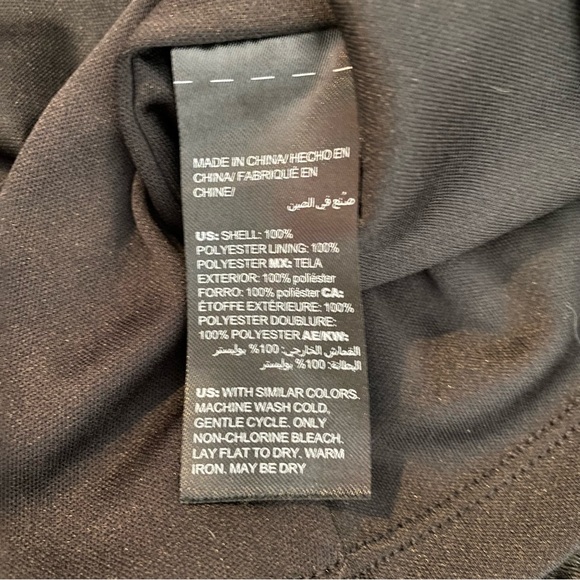 MADE IN CHINA/ HECHO EN
CHINA/ FABRIQUÉ EN
CHINE/
صنع في الصين
US: SHELL: 100%
POLYESTER LINING: 100%
POLYESTER MX: TELA
EXTERIOR: 100% poliéster
FORRO: 100% poliéster CA:
ÉTOFFE EXTÉRIEURE: 100%
POLYESTER DOUBLURE:
100% POLYESTER AE/KW:
القماش الخارجي: 100% بوليستر
البطانة: 100% بوليستر
US: WITH SIMILAR COLORS.
MACHINE WASH COLD,
GENTLE CYCLE. ONLY
NON-CHLORINE BLEACH.
LAY FLAT TO DRY. WARM
IRON. MAY BE DRY